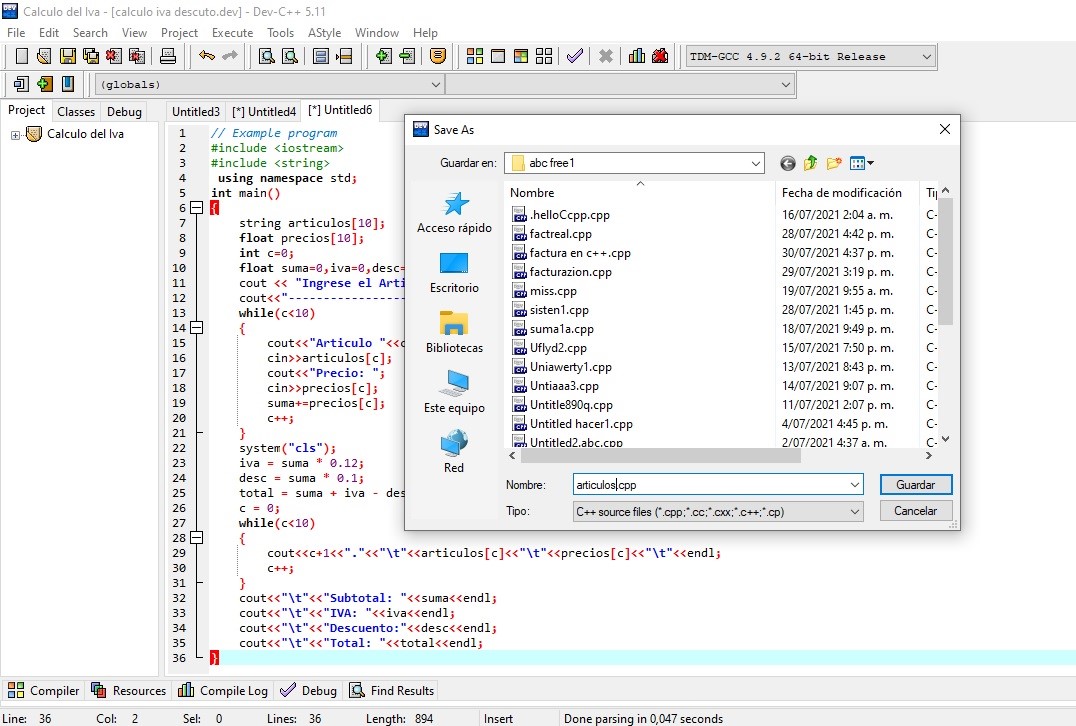 Calculo del Iva - [calculo iva descuto.dev] - Dev-C++ 5.11
File Edit Search View Project Execute Tools AStyle Window Help
TDM-GCC 4.9.2 64-bit Release
(globals)
Project Classes Debug
Untitled3 [*] Untitled4 [*] Untitled6
Calculo del Iva
1 // Example program
2 #include <iostream>
3 #include <string>
4 using namespace std;
5 int main()
6 {
7 string articulos[10];
8 float precios[10];
9 int c=0;
10 float suma=0,iva=0,desc=
11 cout << "Ingrese el Arti
12 cout<<"-----------------
13 while(c<10)
14 {
15 cout<<"Articulo "<<c
16 cin>>articulos[c];
17 cout<<"Precio: ";
18 cin>>precios[c];
19 suma+=precios[c];
20 c++;
21 }
22 system("cls");
23 iva = suma * 0.12;
24 desc = suma * 0.1;
25 total = suma + iva - des
26 c = 0;
27 while(c<10)
28 {
29 cout<<c+1<<"."<<"\t"<<articulos[c]<<"\t"<<precios[c]<<"\t"<<endl;
30 c++;
31 }
32 cout<<"\t"<<"Subtotal: "<<suma<<endl;
33 cout<<"\t"<<"IVA: "<<iva<<endl;
34 cout<<"\t"<<"Descuento:"<<desc<<endl;
35 cout<<"\t"<<"Total: "<<total<<endl;
36 }
Save As
Guardar en: abc free1
Acceso rápido
Escritorio
Bibliotecas
Este equipo
Red
Nombre Fecha de modificación Tip
.helloCcpp.cpp 16/07/2021 2:04 a. m. C-
factreal.cpp 28/07/2021 4:42 p. m. C-
factura en c++.cpp 30/07/2021 4:37 p. m. C-
facturazion.cpp 29/07/2021 3:19 p. m. C-
miss.cpp 19/07/2021 9:55 a. m. C-
sisten1.cpp 28/07/2021 1:45 p. m. C-
suma1a.cpp 18/07/2021 9:49 p. m. C-
Uflyd2.cpp 15/07/2021 7:50 p. m. C-
Uniawerty1.cpp 13/07/2021 8:43 p. m. C-
Untiaaa3.cpp 14/07/2021 9:07 p. m. C-
Untitle890q.cpp 11/07/2021 2:07 p. m. C-
Untitled hacer1.cpp 4/07/2021 4:45 p. m. C-
Untitled2.abc.cpp 2/07/2021 4:37 a. m. C-
Nombre: articulos.cpp Guardar
Tipo: C++ source files (*.cpp;*.cc;*.cxx;*.c++;*.cp) Cancelar
Compiler Resources Compile Log Debug Find Results
Line: 36 Col: 2 Sel: 0 Lines: 36 Length: 894 Insert Done parsing in 0,047 seconds